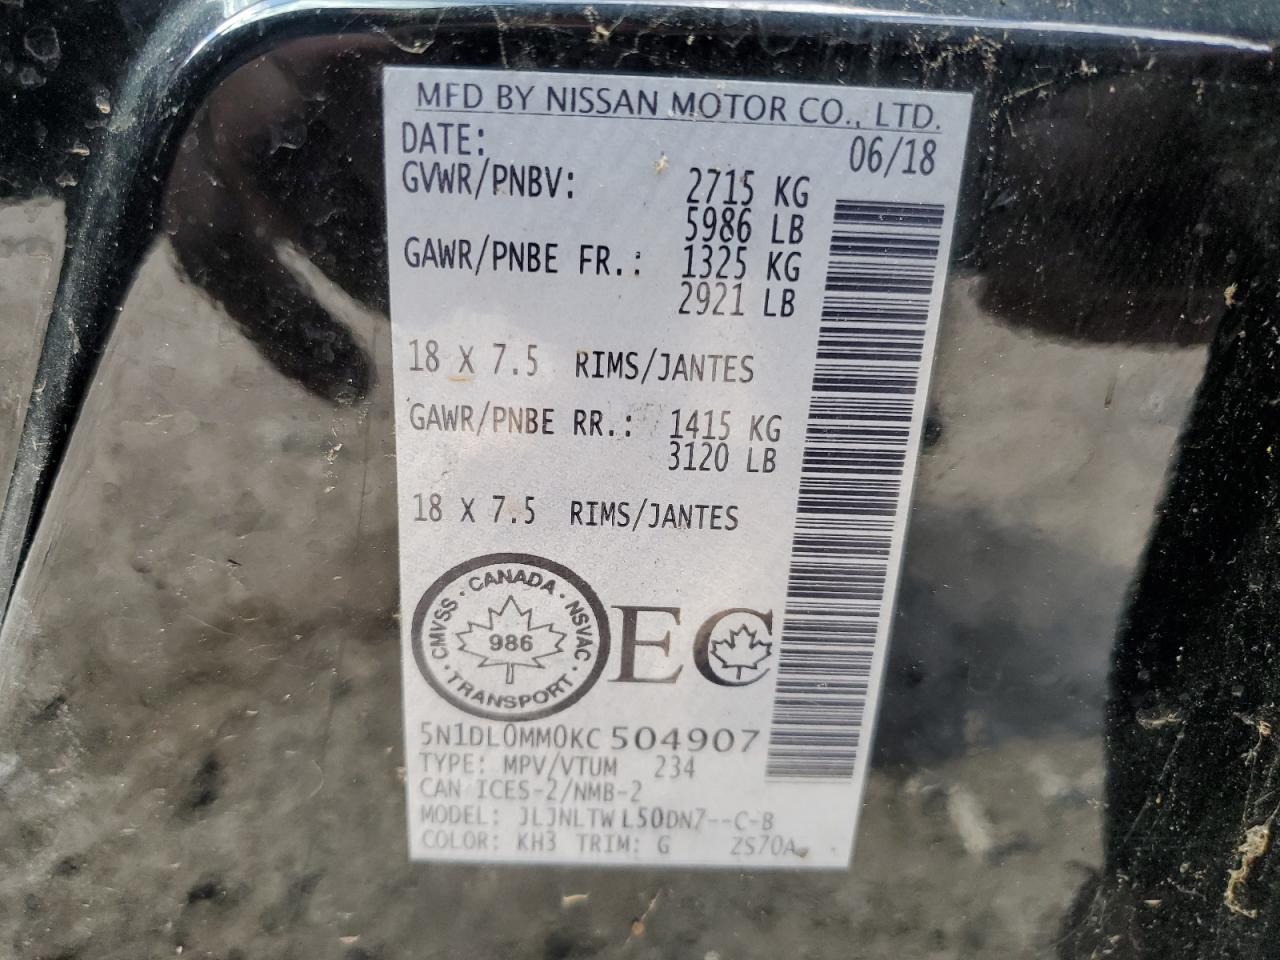 MFD BY NISSAN MOTOR CO., LTD.
DATE: 06/18
GVWR/PNBV: 2715 KG
5986 LB
GAWR/PNBE FR.: 1325 KG
2921 LB
18 X 7.5 RIMS/JANTES
GAWR/PNBE RR.: 1415 KG
3120 LB
18 X 7.5 RIMS/JANTES
CMVSS · CANADA · NSVAC · TRANSPORT ·
986
EC
5N1DL0MM0KC504907
TYPE: MPV/VTUM 234
CAN ICES-2/NMB-2
MODEL: JLJNLTWL50DN7--C-B
COLOR: KH3 TRIM: G ZS70A